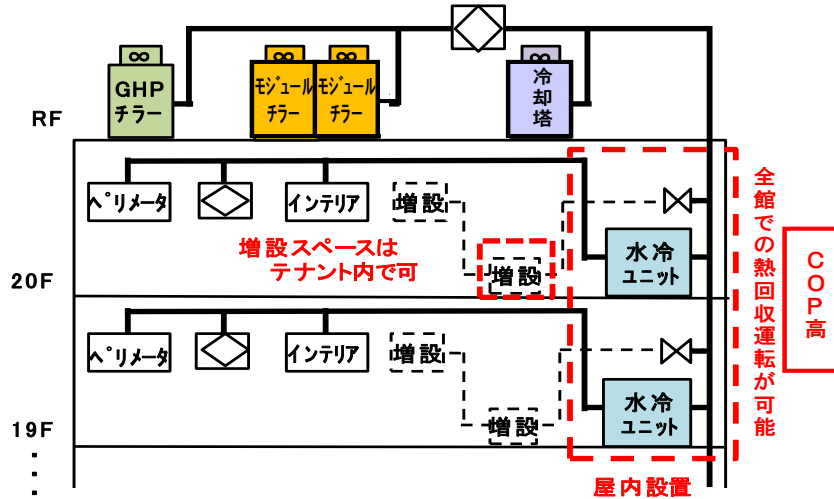 GHP
チラー
モジュール
チラー
モジュール
チラー
冷
却
塔
RF
ペリメータ
インテリア
増設
増設スペースは
テナント内で可
増設
水冷
ユニット
20F
ペリメータ
インテリア
増設
増設
水冷
ユニット
19F
屋内設置
全館での熱回収運転が可能
COP高